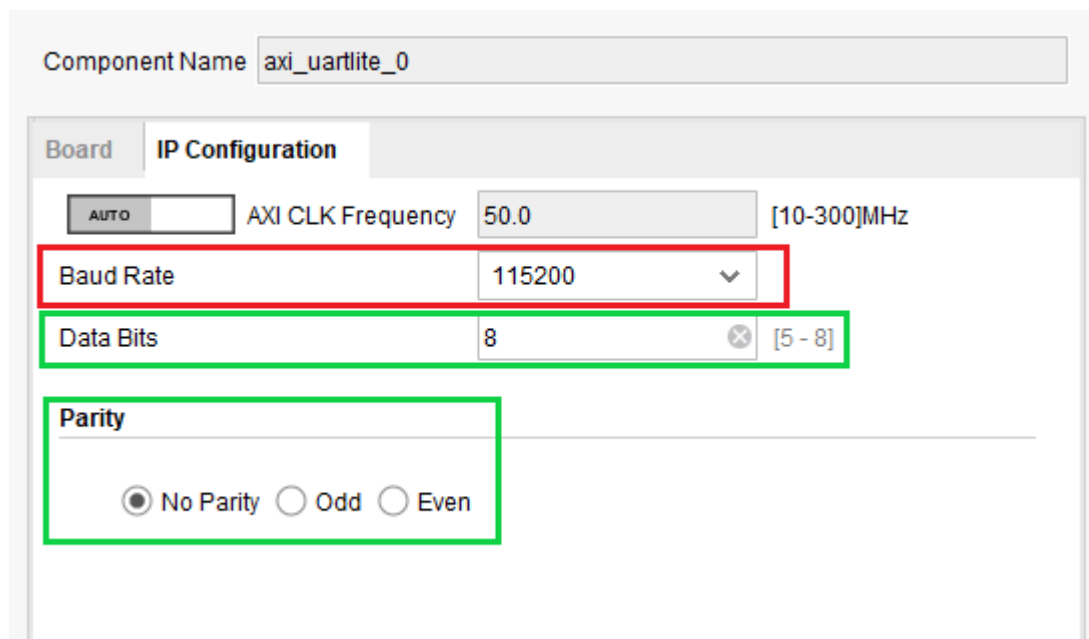 Component Name axi_uartlite_0
Board IP Configuration
AUTO AXI CLK Frequency 50.0 [10-300]MHz
Baud Rate 115200
Data Bits 8 [5 - 8]
Parity
No Parity Odd Even